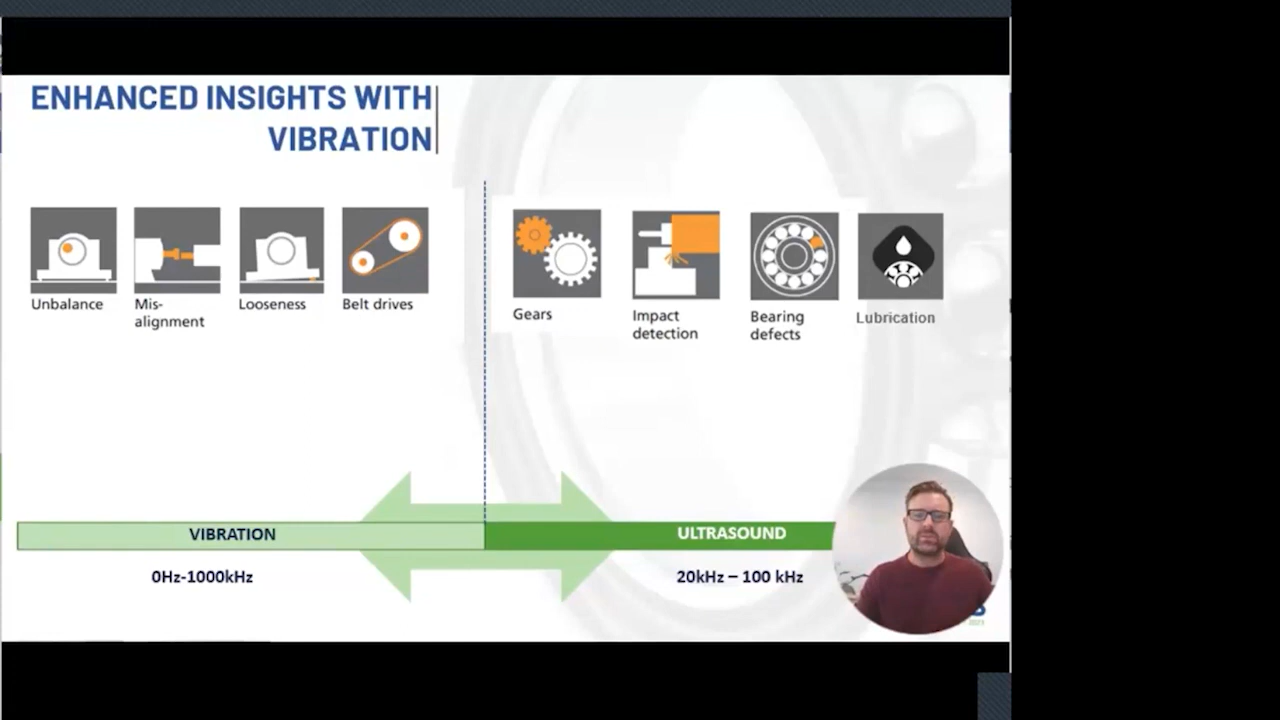 ENHANCED INSIGHTS WITH
VIBRATION
Unbalance
Mis-
alignment
Looseness
Belt drives
Gears
Impact
detection
Bearing
defects
Lubrication
VIBRATION
ULTRASOUND
0Hz-1000kHz
20kHz – 100 kHz